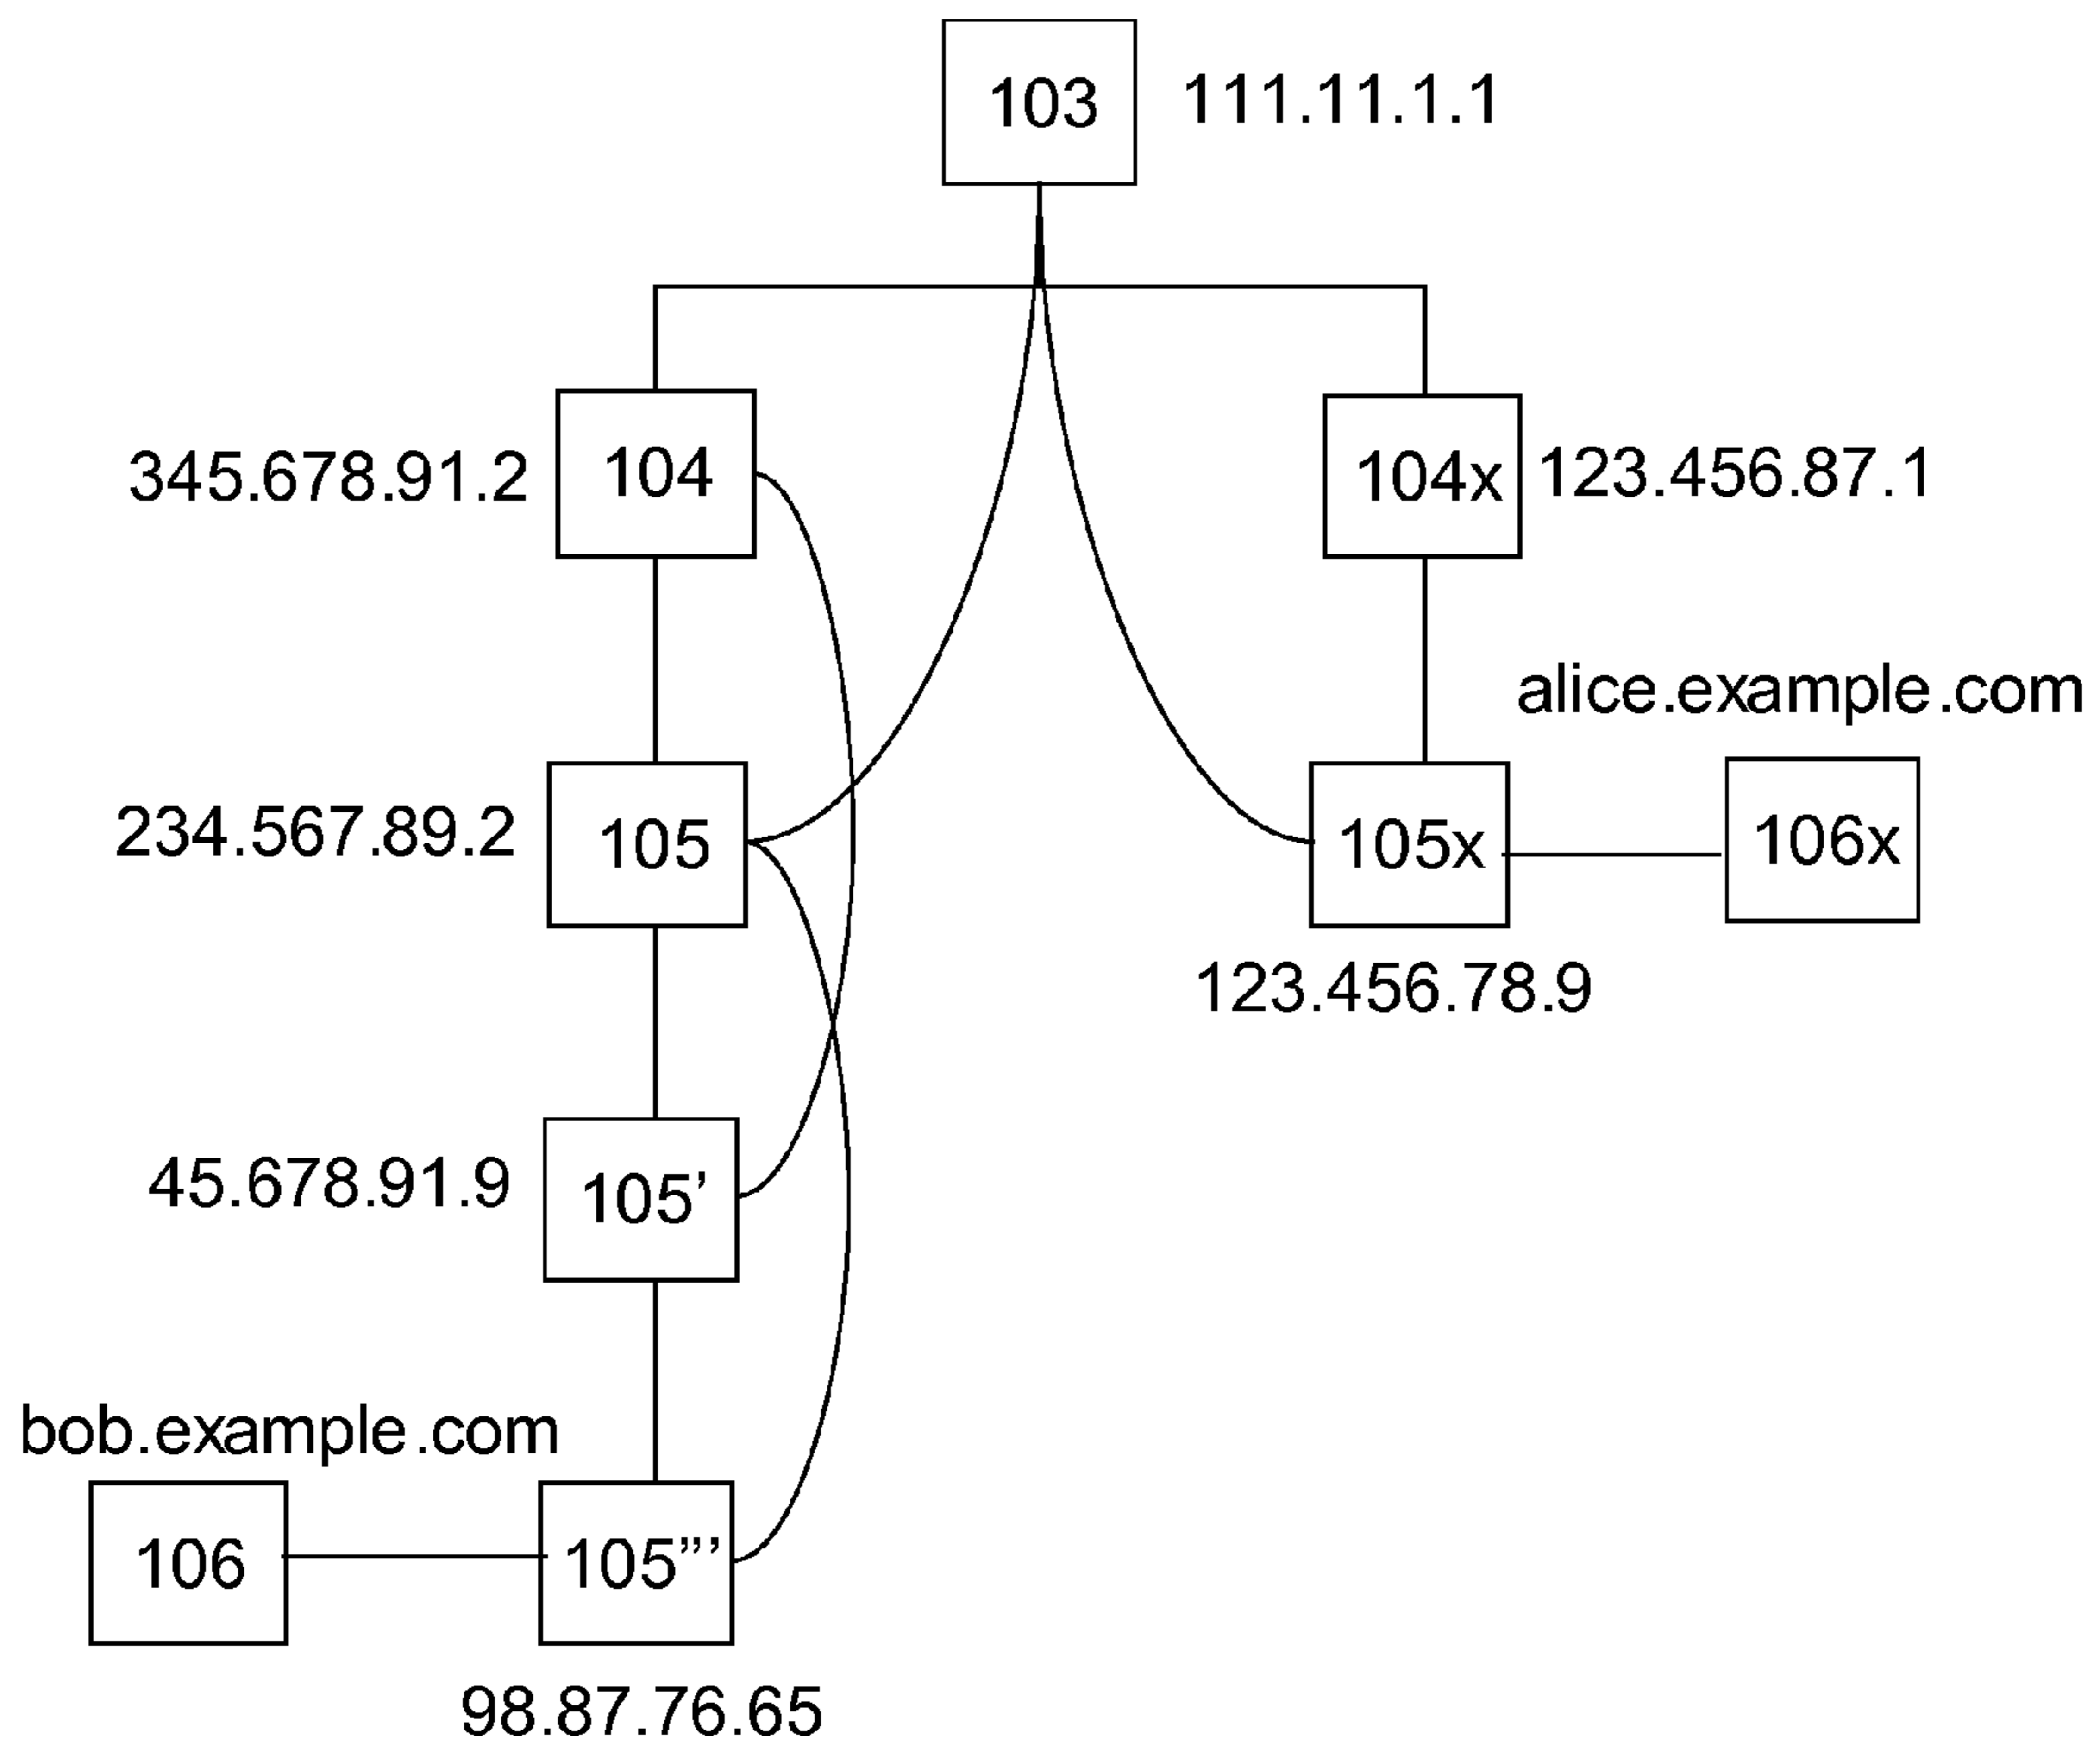 103 111.11.1.1
345.678.91.2 104 104x 123.456.87.1
alice.example.com
234.567.89.2 105 105x 106x
123.456.78.9
45.678.91.9 105’
bob.example.com
106 105”’
98.87.76.65